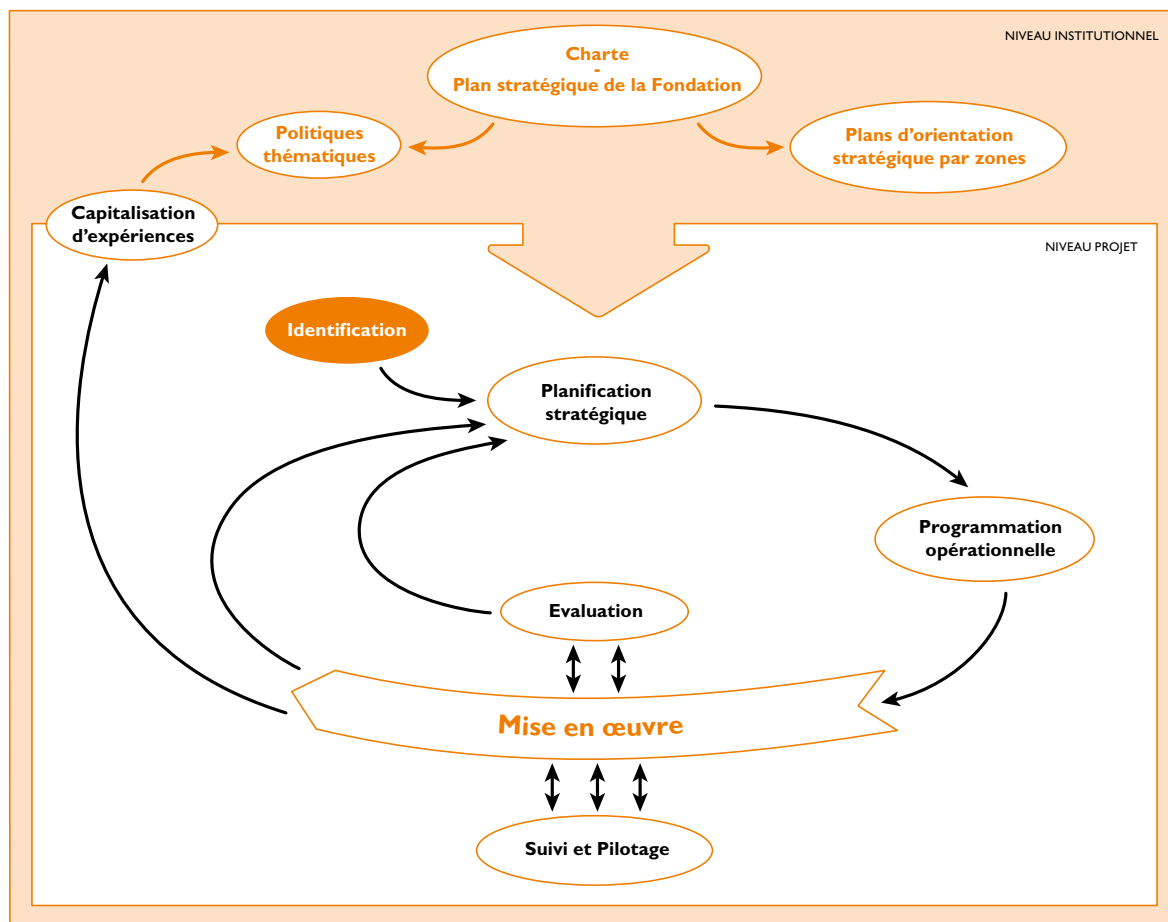 NIVEAU INSTITUTIONNEL
Charte
-
Plan stratégique de la Fondation
Politiques
thématiques
Plans d'orientation
stratégique par zones
Capitalisation
d'expériences
NIVEAU PROJET
Identification
Planification
stratégique
Programmation
opérationnelle
Evaluation
Mise en œuvre
Suivi et Pilotage